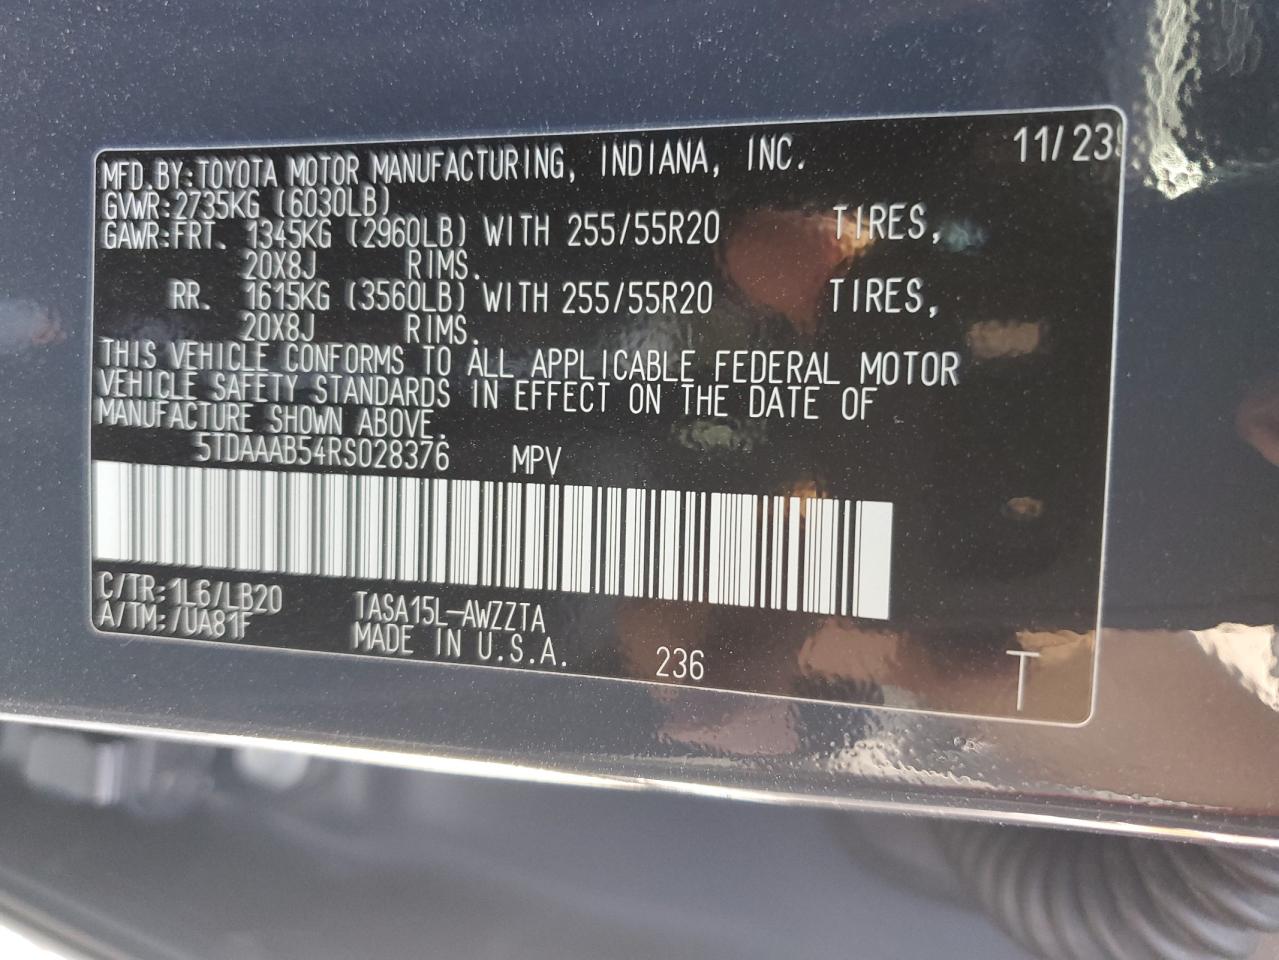 MFD.BY:TOYOTA MOTOR MANUFACTURING, INDIANA, INC. 11/23
GVWR:2735KG (6030LB)
GAWR:FRT. 1345KG (2960LB) WITH 255/55R20 TIRES,
20X8J RIMS.
RR. 1615KG (3560LB) WITH 255/55R20 TIRES,
20X8J RIMS.
THIS VEHICLE CONFORMS TO ALL APPLICABLE FEDERAL MOTOR
VEHICLE SAFETY STANDARDS IN EFFECT ON THE DATE OF
MANUFACTURE SHOWN ABOVE.
5TDAAAB54RS028376 MPV
C/TR:1L6/LB20 TASA15L-AWZZTA
A/TM:/UA81F MADE IN U.S.A. 236 T